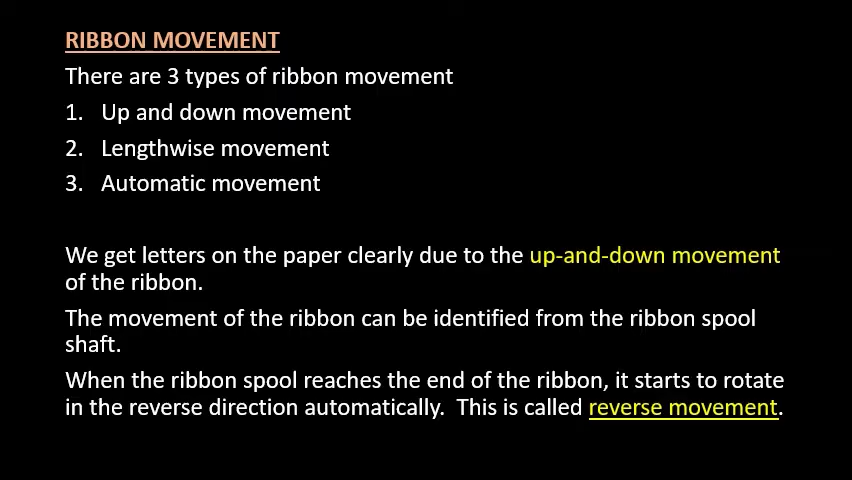 RIBBON MOVEMENT
There are 3 types of ribbon movement
1. Up and down movement
2. Lengthwise movement
3. Automatic movement
We get letters on the paper clearly due to the up-and-down movement
of the ribbon.
The movement of the ribbon can be identified from the ribbon spool
shaft.
When the ribbon spool reaches the end of the ribbon, it starts to rotate
in the reverse direction automatically. This is called reverse movement.